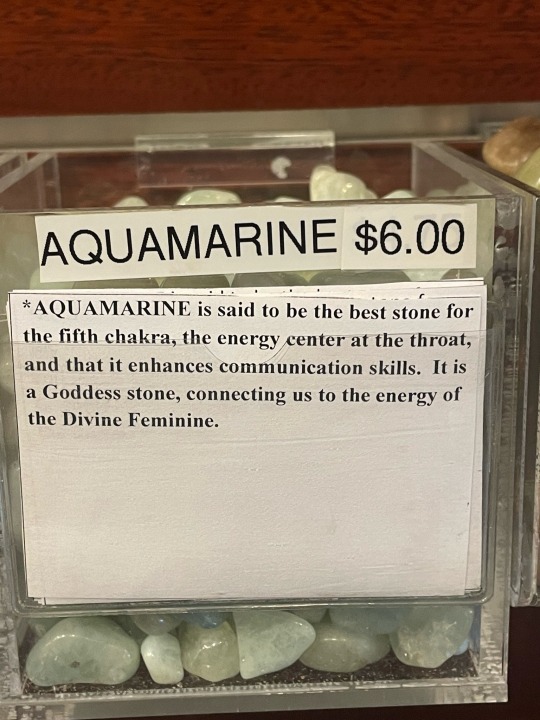 AQUAMARINE $6.00
*AQUAMARINE is said to be the best stone for
the fifth chakra, the energy center at the throat,
and that it enhances communication skills. It is
a Goddess stone, connecting us to the energy of
the Divine Feminine.